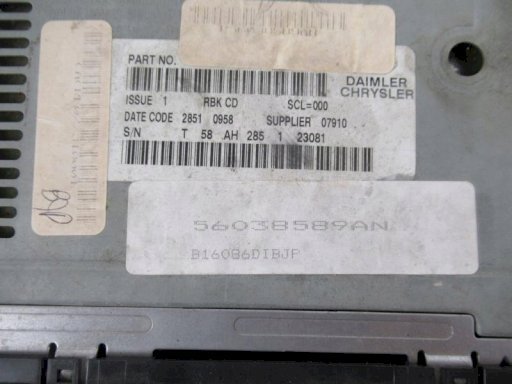 PART NO.
DAIMLER
CHRYSLER
ISSUE 1 RBK CD SCL=000
DATE CODE 2851 0958 SUPPLIER 07910
S/N T 58 AH 285 1 23081
56038589AN
B16086DIBJP